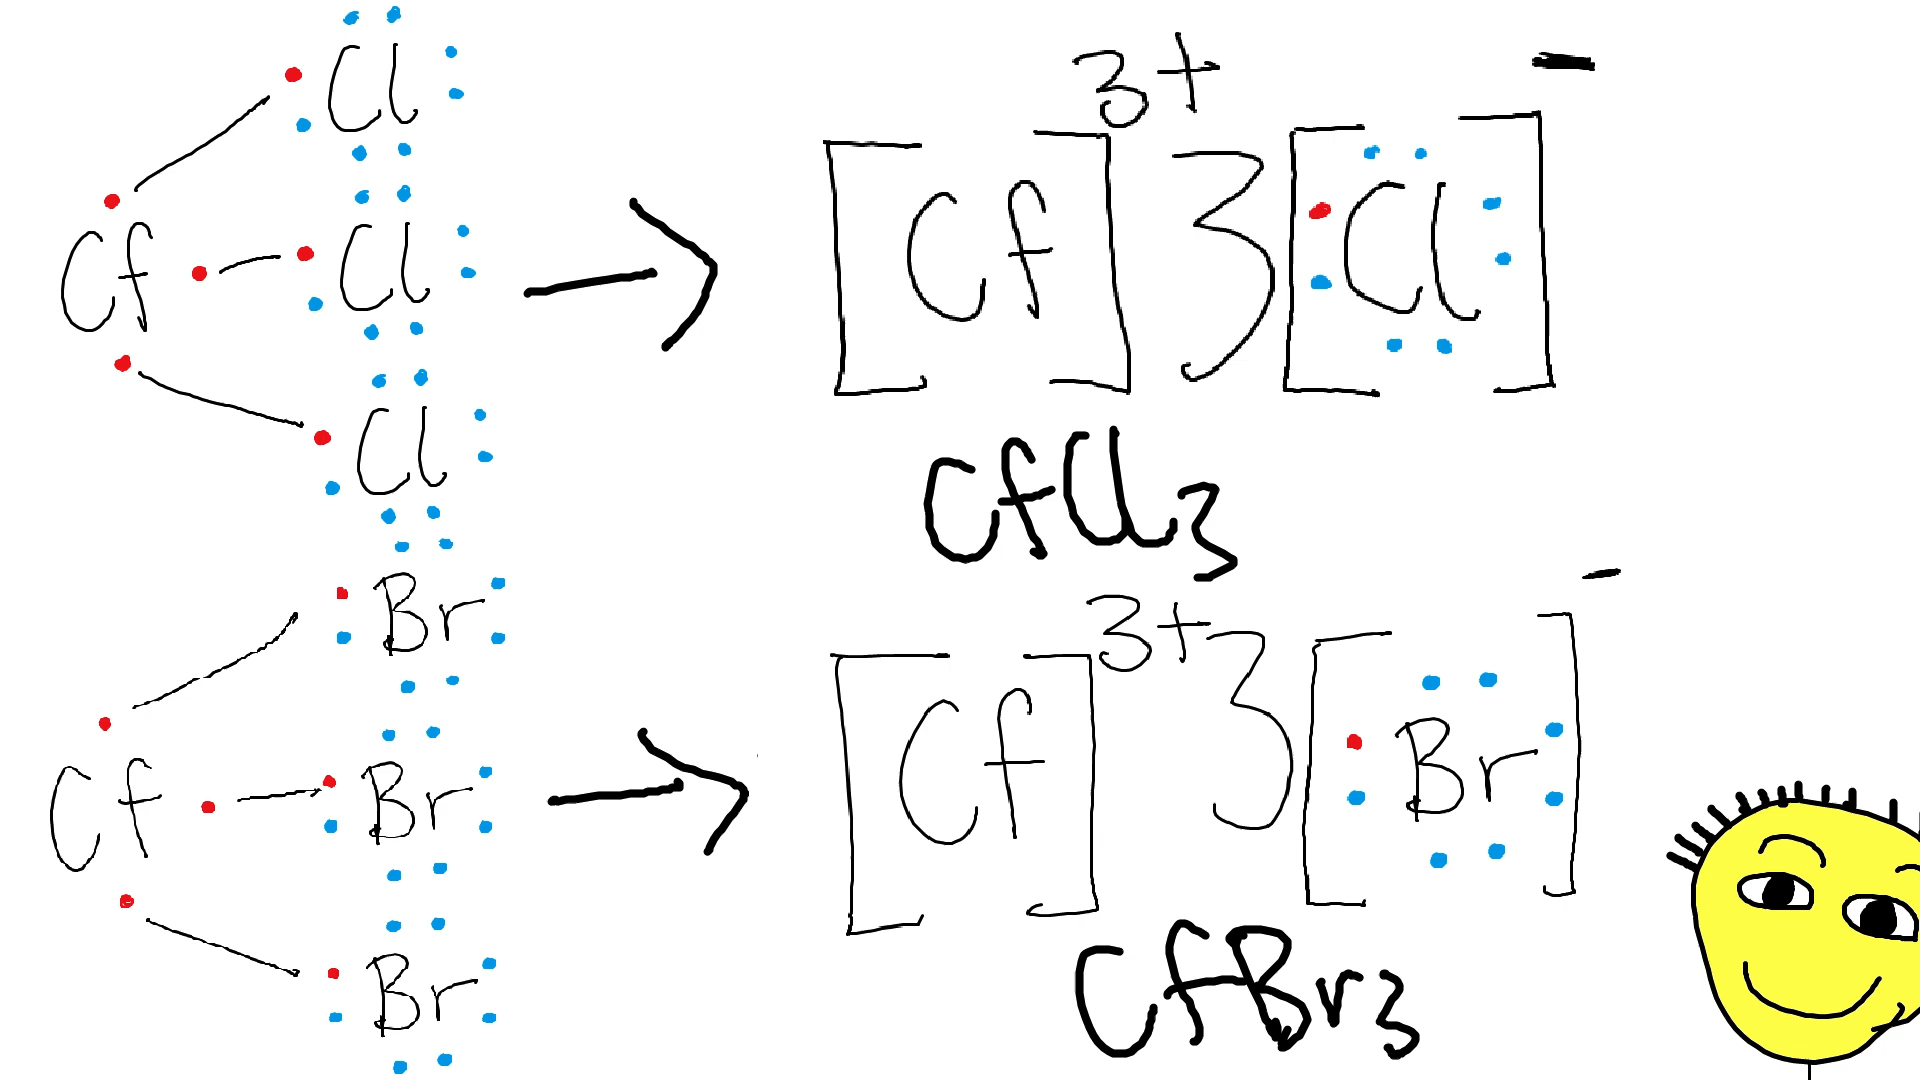 Cl
Cf Cl
Cl
[Cf]3+ 3[Cl]-
CfCl3
Br
Cf Br
Br
[Cf]3+ 3[Br]-
CfBr3